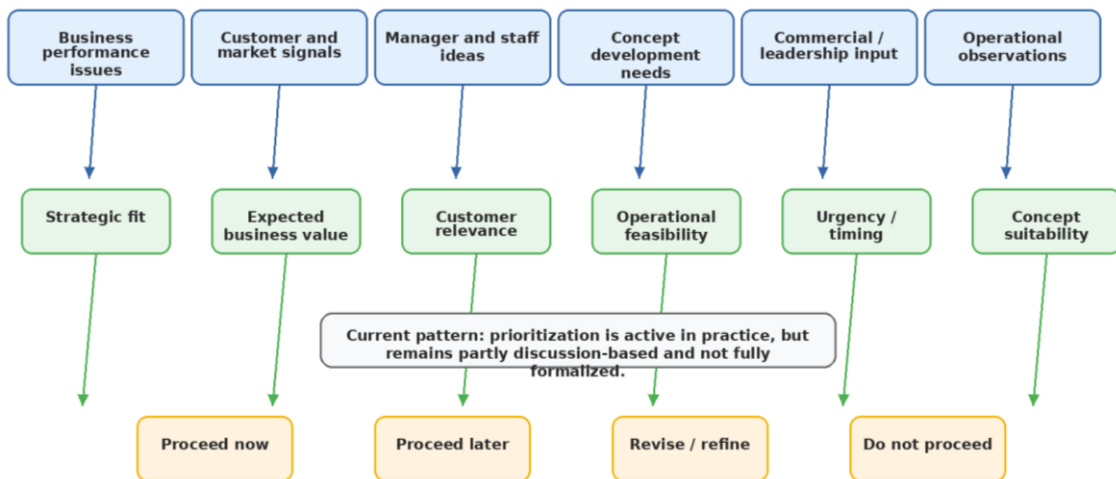 Business
performance
issues
Customer and
market signals
Manager and staff
ideas
Concept
development
needs
Commercial /
leadership input
Operational
observations
Strategic fit
Expected
business value
Customer
relevance
Operational
feasibility
Urgency /
timing
Concept
suitability
Current pattern: prioritization is active in practice, but
remains partly discussion-based and not fully
formalized.
Proceed now
Proceed later
Revise / refine
Do not proceed